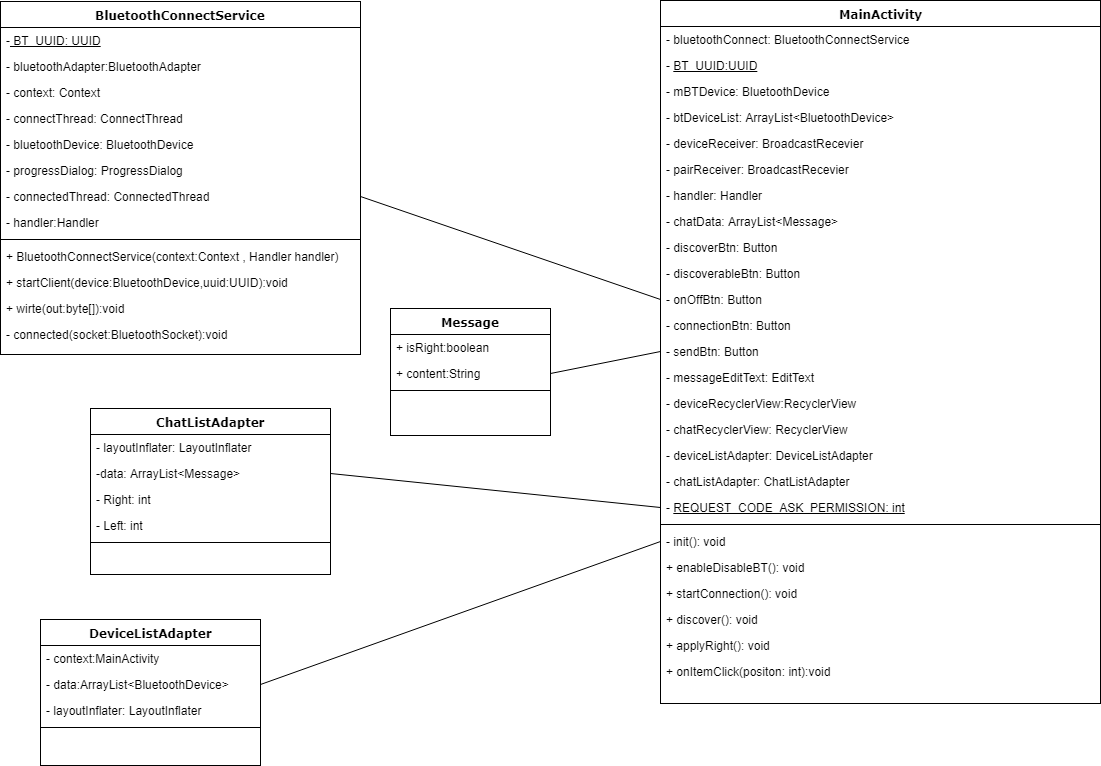 BluetoothConnectService
- BT_UUID: UUID
- bluetoothAdapter:BluetoothAdapter
- context: Context
- connectThread: ConnectThread
- bluetoothDevice: BluetoothDevice
- progressDialog: ProgressDialog
- connectedThread: ConnectedThread
- handler:Handler
+ BluetoothConnectService(context:Context , Handler handler)
+ startClient(device:BluetoothDevice,uuid:UUID):void
+ wirte(out:byte[]):void
- connected(socket:BluetoothSocket):void
MainActivity
- bluetoothConnect: BluetoothConnectService
- BT_UUID:UUID
- mBTDevice: BluetoothDevice
- btDeviceList: ArrayList<BluetoothDevice>
- deviceReceiver: BroadcastRecevier
- pairReceiver: BroadcastRecevier
- handler: Handler
- chatData: ArrayList<Message>
- discoverBtn: Button
- discoverableBtn: Button
- onOffBtn: Button
- connectionBtn: Button
- sendBtn: Button
- messageEditText: EditText
- deviceRecyclerView:RecyclerView
- chatRecyclerView: RecyclerView
- deviceListAdapter: DeviceListAdapter
- chatListAdapter: ChatListAdapter
- REQUEST_CODE_ASK_PERMISSION: int
- init(): void
+ enableDisableBT(): void
+ startConnection(): void
+ discover(): void
+ applyRight(): void
+ onItemClick(positon: int):void
Message
+ isRight:boolean
+ content:String
ChatListAdapter
- layoutInflater: LayoutInflater
-data: ArrayList<Message>
- Right: int
- Left: int
DeviceListAdapter
- context:MainActivity
- data:ArrayList<BluetoothDevice>
- layoutInflater: LayoutInflater